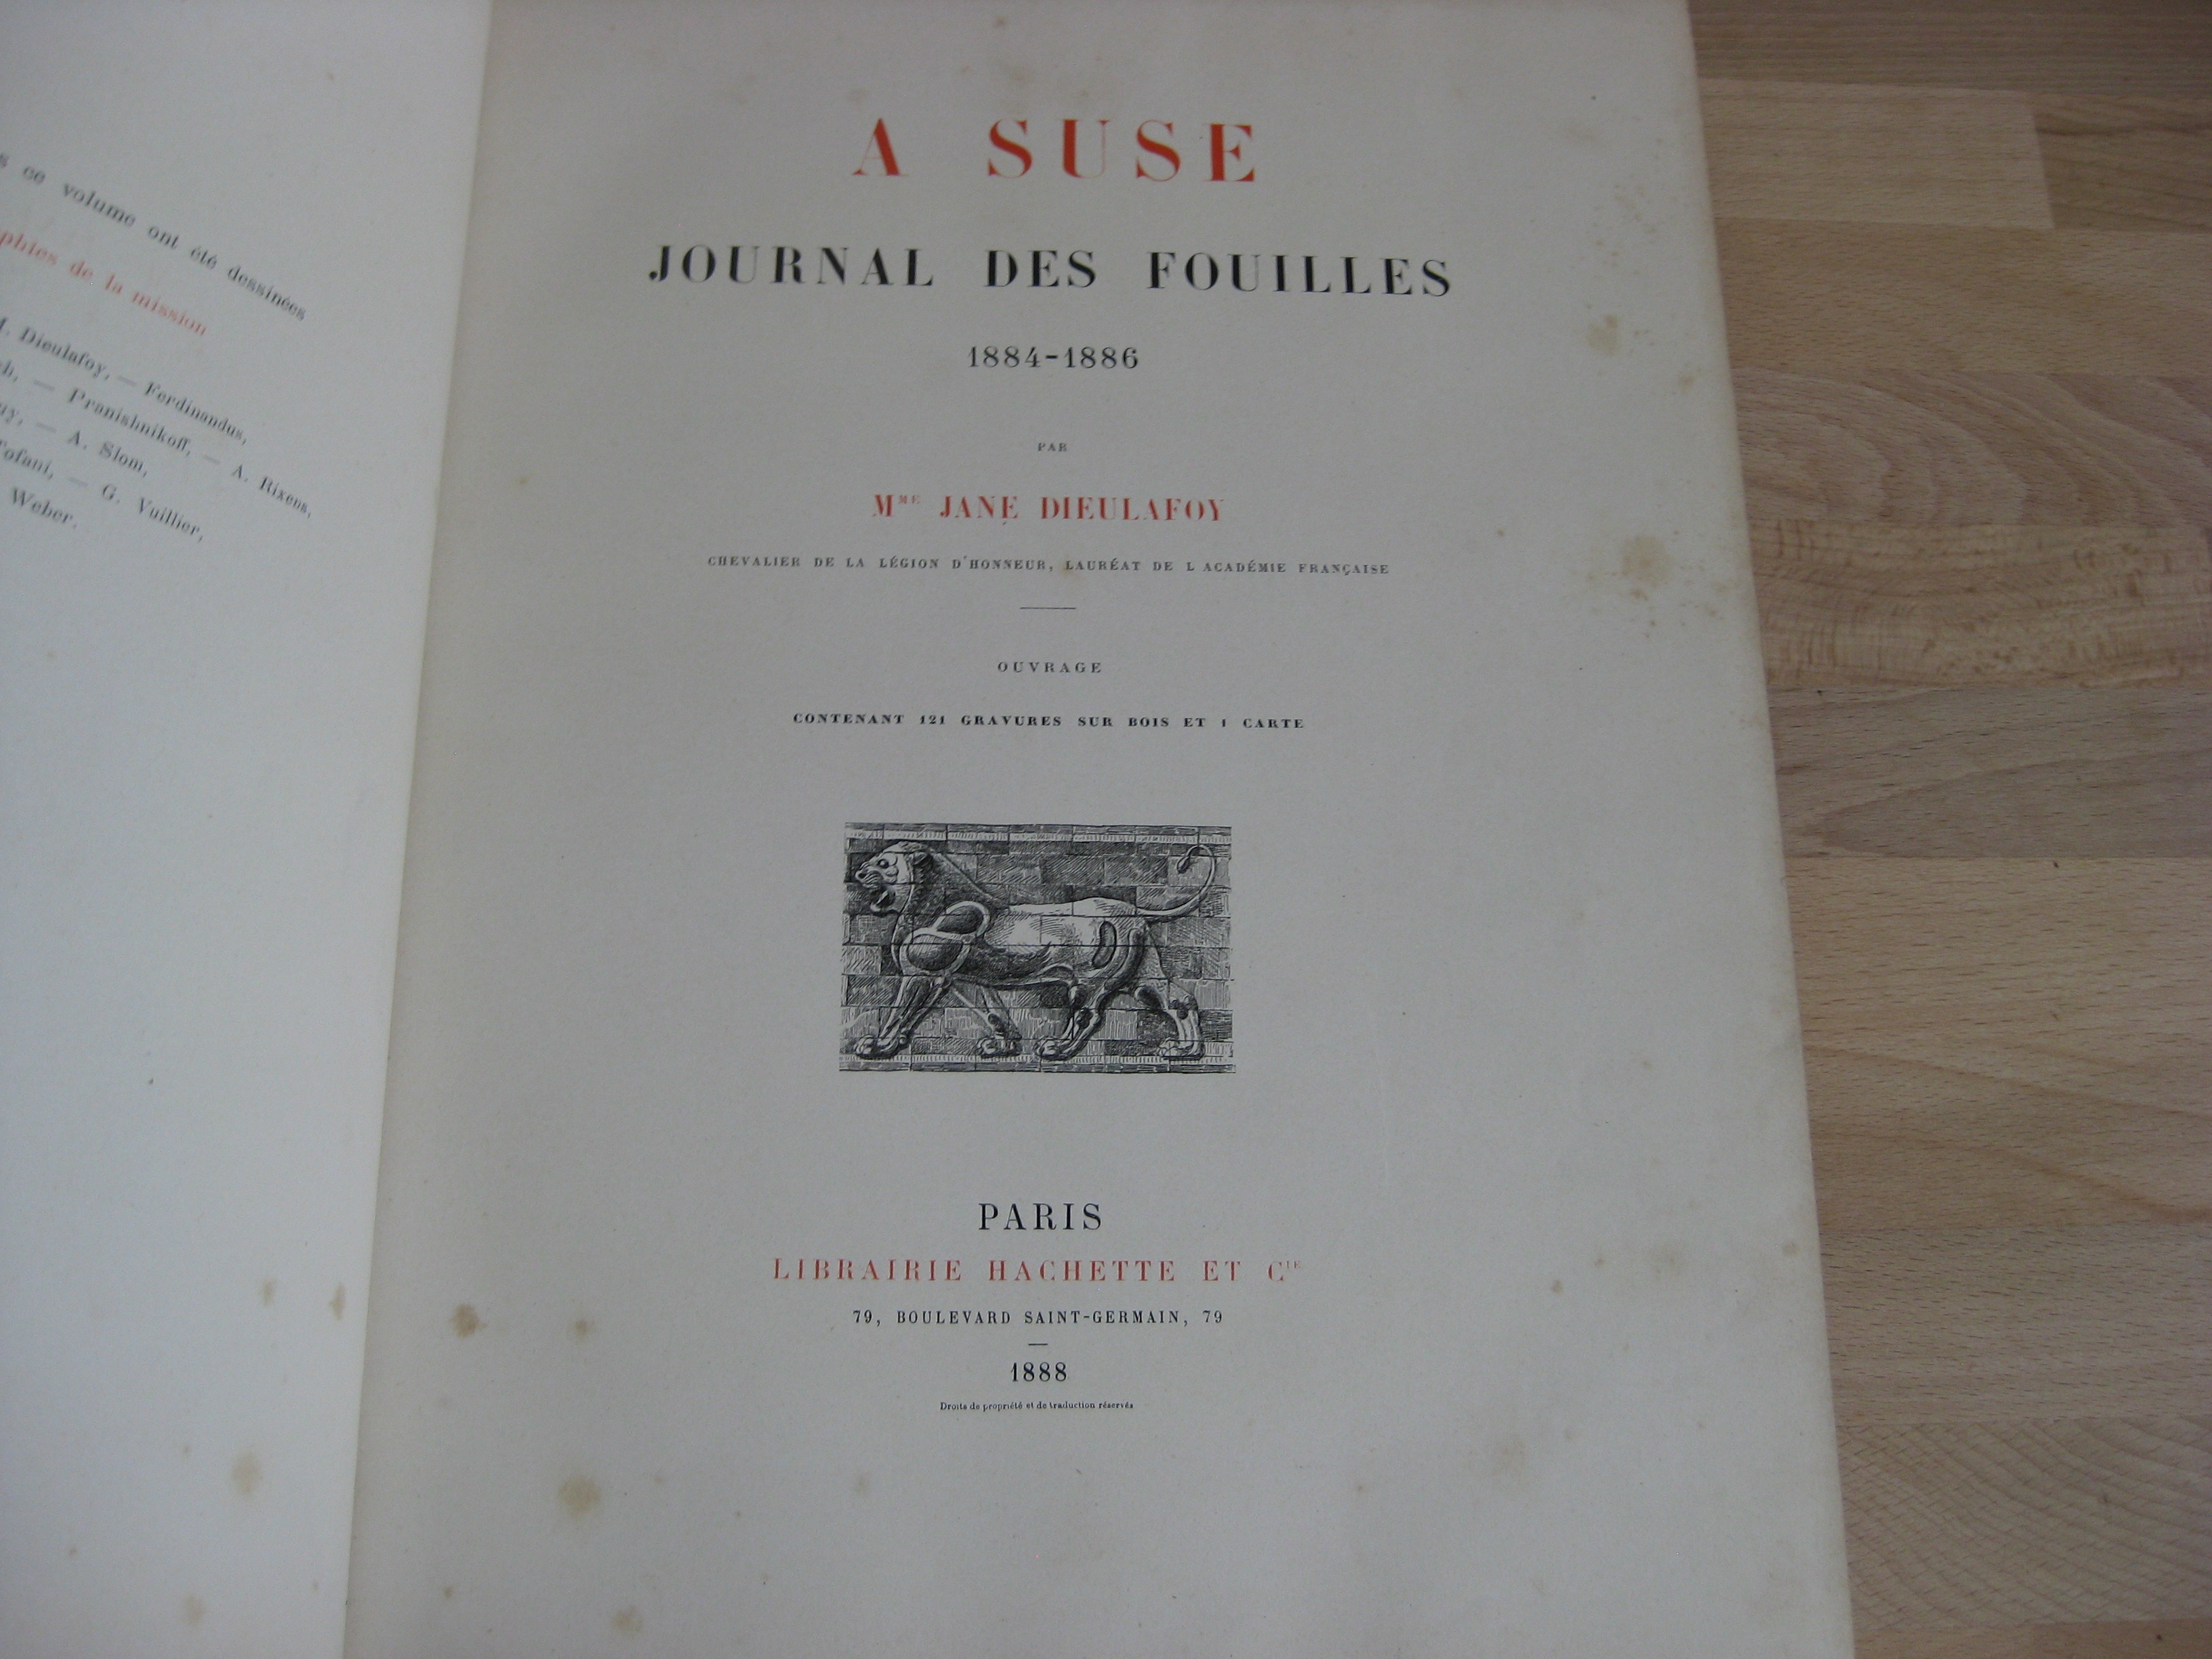 ce volume ont été dessinées
de la mission
M. Dieulafoy, — Ferdinandus,
— Pranishnikoff, — A. Rixens,
— A. Slom,
— G. Vuillier,
Weber.
A SUSE
JOURNAL DES FOUILLES
1884-1886
PAR
MME JANE DIEULAFOY
CHEVALIER DE LA LÉGION D'HONNEUR, LAURÉAT DE L ACADÉMIE FRANÇAISE
OUVRAGE
CONTENANT 121 GRAVURES SUR BOIS ET 1 CARTE
PARIS
LIBRAIRIE HACHETTE ET CIE
79, BOULEVARD SAINT-GERMAIN, 79
1888
Droits de propriété et de traduction réservés